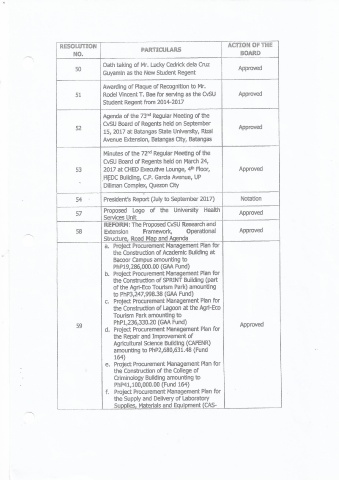 RESOLUTION NO. PARTICULARS ACTION OF THE BOARD
50 Oath taking of Mr. Lucky Cedrick dela Cruz
Guyamin as the New Student Regent Approved
51 Awarding of Plaque of Recognition to Mr.
Rodel Vincent T. Bae for serving as the CvSU
Student Regent from 2014-2017 Approved
52 Agenda of the 73rd Regular Meeting of the
CvSU Board of Regents held on September
15, 2017 at Batangas State University, Rizal
Avenue Extension, Batangas City, Batangas Approved
53 Minutes of the 72nd Regular Meeting of the
CvSU Board of Regents held on March 24,
2017 at CHED Executive Lounge, 4th Floor,
HEDC Building, C.P. Garcia Avenue, UP
Diliman Complex, Quezon City Approved
54 President's Report (July to September 2017) Notation
57 Proposed Logo of the University Health
Services Unit Approved
58 REFORM: The Proposed CvSU Research and
Extension Framework, Operational
Structure, Road Map and Agenda Approved
59 a. Project Procurement Management Plan for
the Construction of Academic Building at
Bacoor Campus amounting to
PhP19,286,000.00 (GAA Fund)
b. Project Procurement Management Plan for
the Construction of SPRINT Building (part
of the Agri-Eco Tourism Park) amounting
to PhP3,247,998.38 (GAA Fund)
c. Project Procurement Management Plan for
the Construction of Lagoon at the Agri-Eco
Tourism Park amounting to
PhP1,236,330.20 (GAA Fund)
d. Project Procurement Management Plan for
the Repair and Improvement of
Agricultural Science Building (CAFENR)
amounting to PhP2,680,631.48 (Fund
164)
e. Project Procurement Management Plan for
the Construction of the College of
Criminology Building amounting to
PhP41,100,000.00 (Fund 164)
f. Project Procurement Management Plan for
the Supply and Delivery of Laboratory
Supplies, Materials and Equipment (CAS- Approved